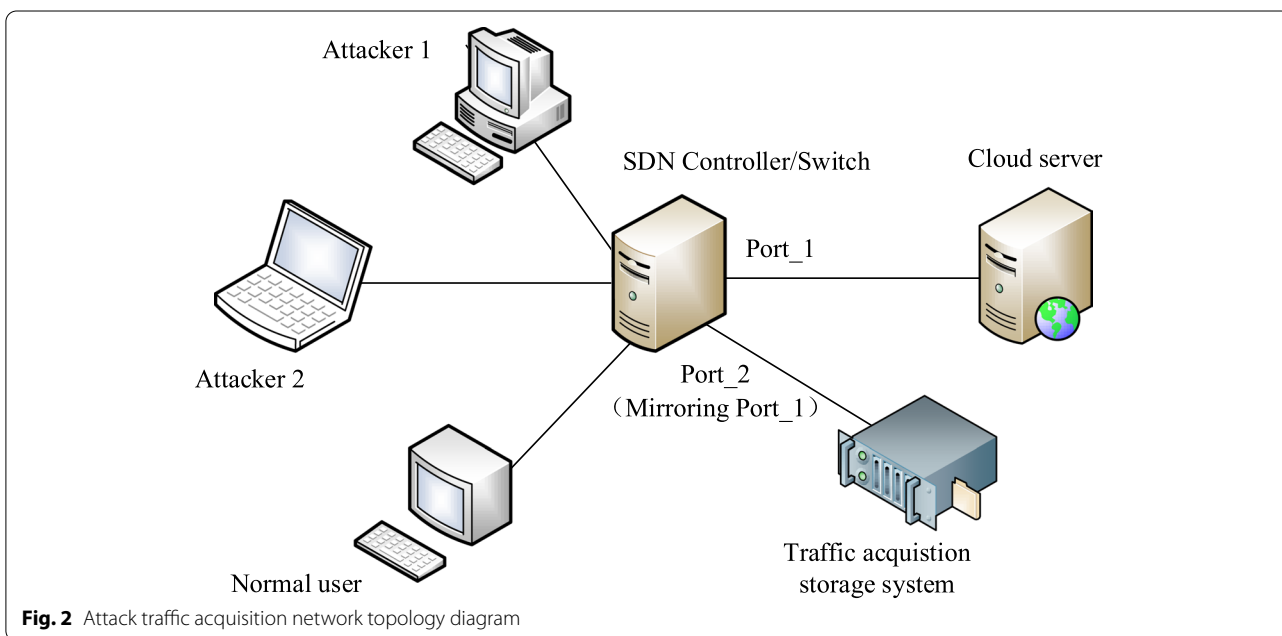 Attacker 1
SDN Controller/Switch
Cloud server
Port_1
Attacker 2
Port_2
（Mirroring Port_1）
Normal user
Traffic acquistion
storage system
Fig. 2 Attack traffic acquisition network topology diagram